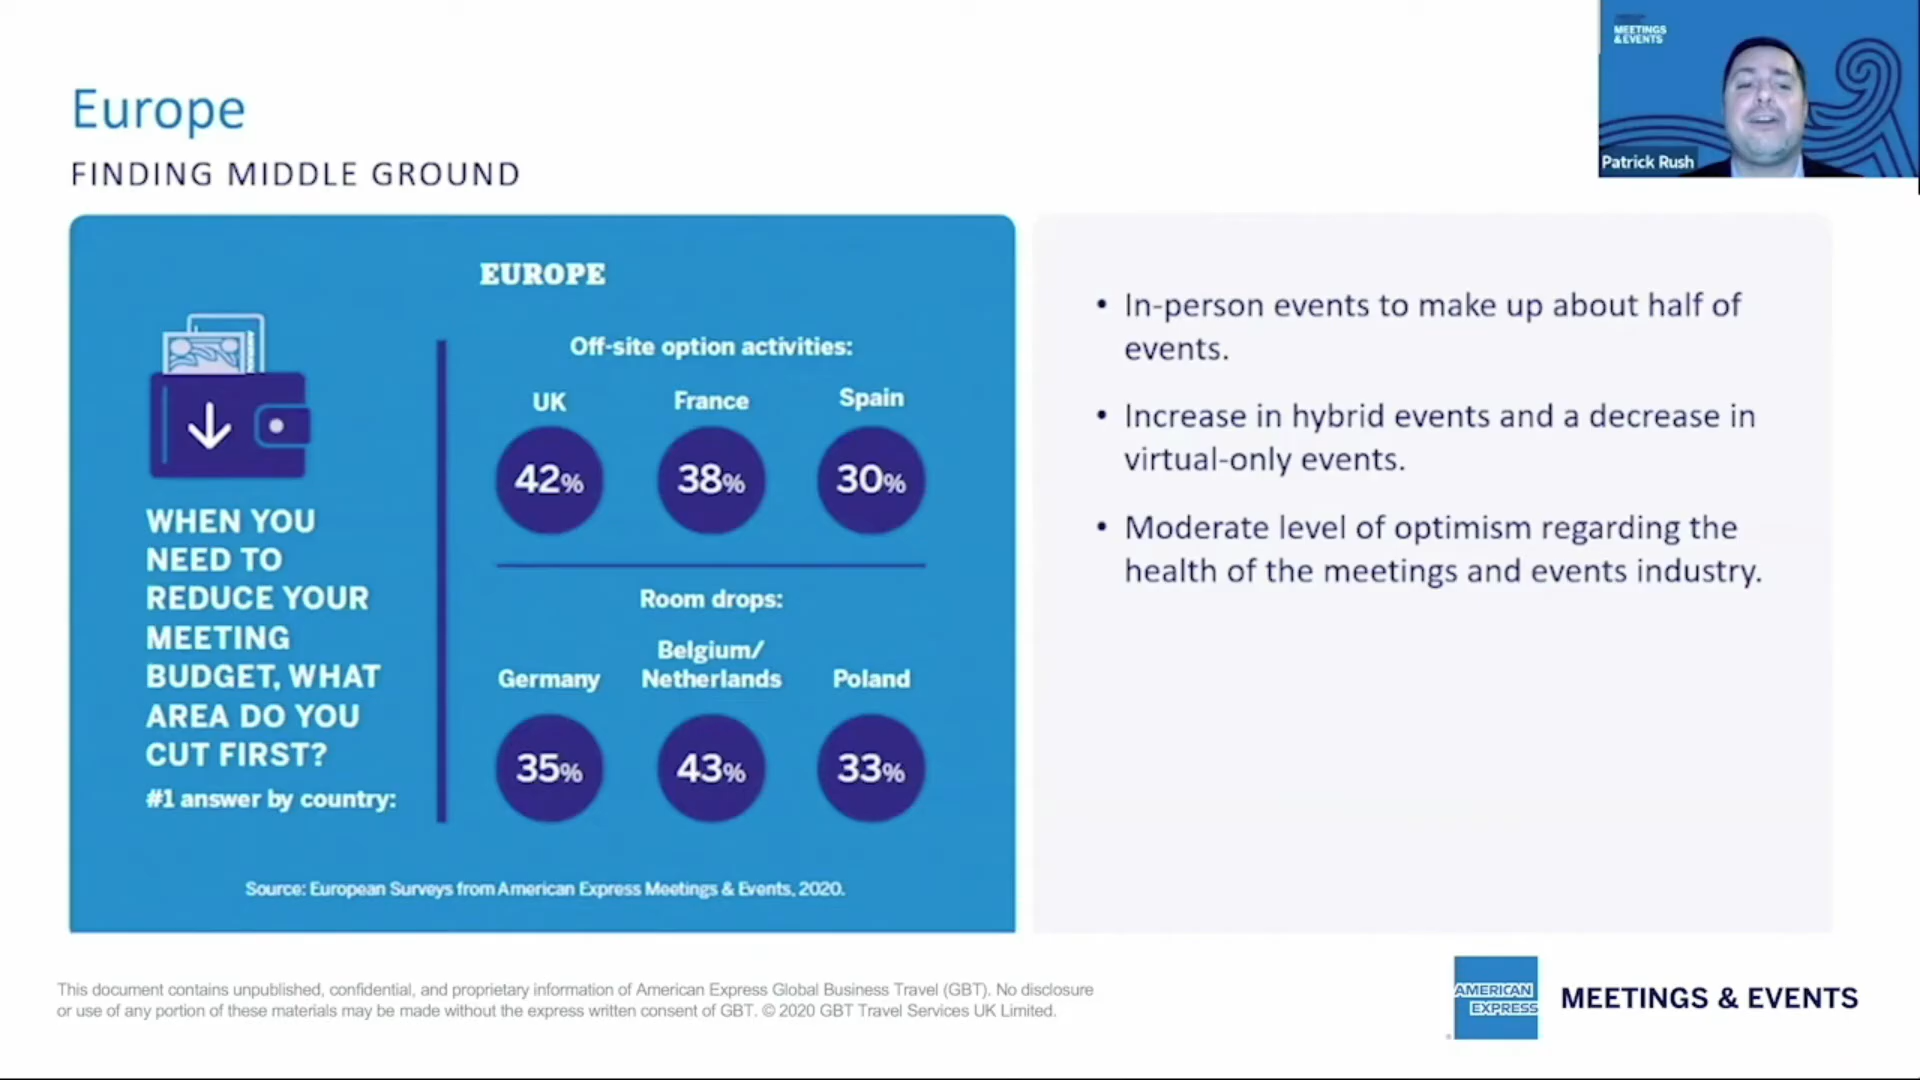 MEETINGS
& EVENTS
Patrick Rush
Europe
FINDING MIDDLE GROUND
EUROPE
WHEN YOU
NEED TO
REDUCE YOUR
MEETING
BUDGET, WHAT
AREA DO YOU
CUT FIRST?
#1 answer by country:
Off-site option activities:
UK France Spain
42% 38% 30%
Room drops:
Belgium/
Germany Netherlands Poland
35% 43% 33%
Source: European Surveys from American Express Meetings & Events, 2020.
• In-person events to make up about half of
events.
• Increase in hybrid events and a decrease in
virtual-only events.
• Moderate level of optimism regarding the
health of the meetings and events industry.
This document contains unpublished, confidential, and proprietary information of American Express Global Business Travel (GBT). No disclosure
or use of any portion of these materials may be made without the express written consent of GBT. © 2020 GBT Travel Services UK Limited.
AMERICAN
EXPRESS
®
MEETINGS & EVENTS